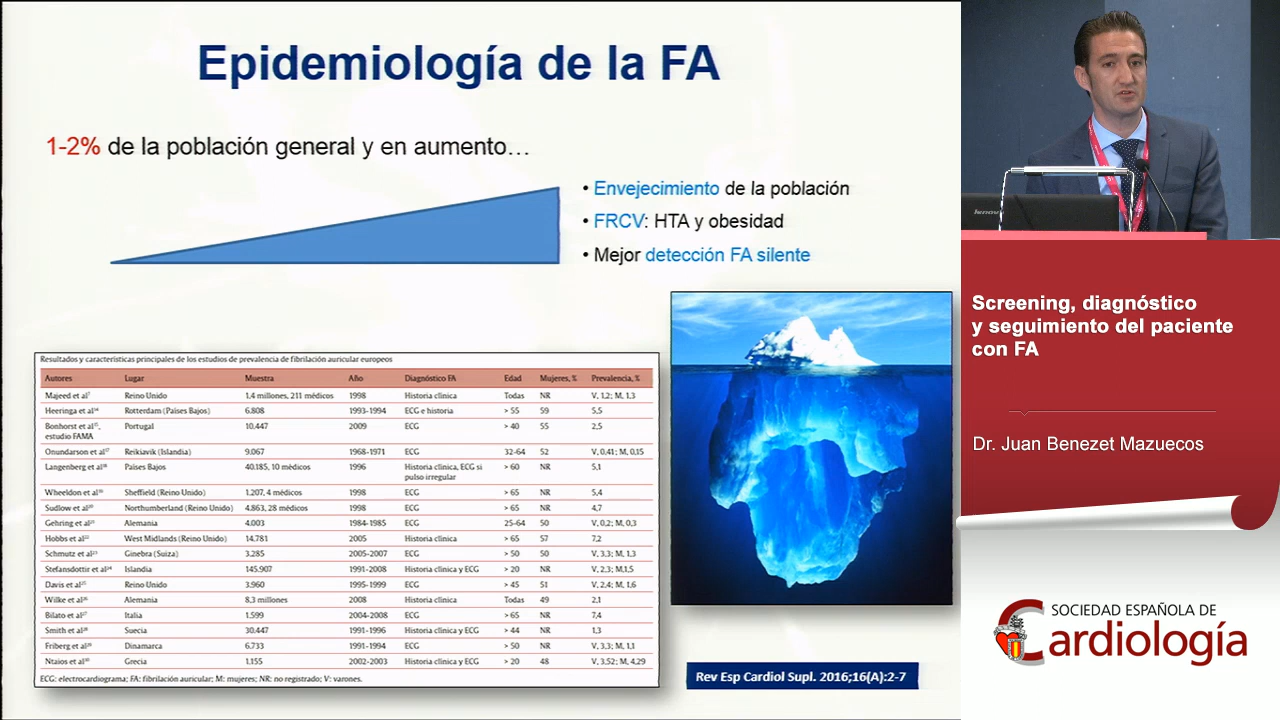 Epidemiología de la FA
1-2% de la población general y en aumento…
• Envejecimiento de la población
• FRCV: HTA y obesidad
• Mejor detección FA silente
Resultados y características principales de los estudios de prevalencia de fibrilación auricular europeos
Autores Lugar Muestra Año Diagnóstico FA Edad Mujeres, % Prevalencia, %
Majeed et al Reino Unido 1,4 millones, 211 médicos 1998 Historia clínica Todas NR V, 1,2; M, 1,3
Heeringa et al Rotterdam (Países Bajos) 6.808 1993-1994 ECG e historia > 55 59 5,5
Bonhorst et al, Portugal 10.447 2009 ECG > 40 55 2,5
estudio FAMA
Onundarson et al Reikiavik (Islandia) 9.067 1968-1971 ECG 32-64 52 V, 0,41; M, 0,15
Langenberg et al Países Bajos 40.185, 10 médicos 1996 Historia clínica, ECG si > 60 NR 5,1
pulso irregular
Wheeldon et al Sheffield (Reino Unido) 1.207, 4 médicos 1998 ECG > 65 NR 5,4
Sudlow et al Northumberland (Reino Unido) 4.863, 28 médicos 1998 ECG > 65 NR 4,7
Gehring et al Alemania 4.003 1984-1985 ECG 25-64 50 V, 0,2; M, 0,3
Hobbs et al West Midlands (Reino Unido) 14.781 2005 Historia clínica > 65 57 7,2
Schmutz et al Ginebra (Suiza) 3.285 2005-2007 ECG > 50 50 V, 3,3; M, 1,3
Stefansdottir et al Islandia 145.907 1991-2008 Historia clínica y ECG > 20 NR V, 2,3; M,1,5
Davis et al Reino Unido 3.960 1995-1999 ECG > 45 51 V, 2,4; M, 1,6
Wilke et al Alemania 8,3 millones 2008 Historia clínica Todas 49 2,1
Bilato et al Italia 1.599 2004-2008 ECG > 65 NR 7,4
Smith et al Suecia 30.447 1991-1996 Historia clínica y ECG > 44 NR 1,3
Friberg et al Dinamarca 6.733 1991-1994 ECG > 50 NR V, 3,3; M, 1,1
Ntaios et al Grecia 1.155 2002-2003 Historia clínica y ECG > 20 48 V, 3,52; M, 4,29
ECG: electrocardiograma; FA: fibrilación auricular; M: mujeres; NR: no registrado; V: varones.
Rev Esp Cardiol Supl. 2016;16(A):2-7
lenovo
Screening, diagnóstico
y seguimiento del paciente
con FA
Dr. Juan Benezet Mazuecos
SOCIEDAD ESPAÑOLA DE
Cardiología